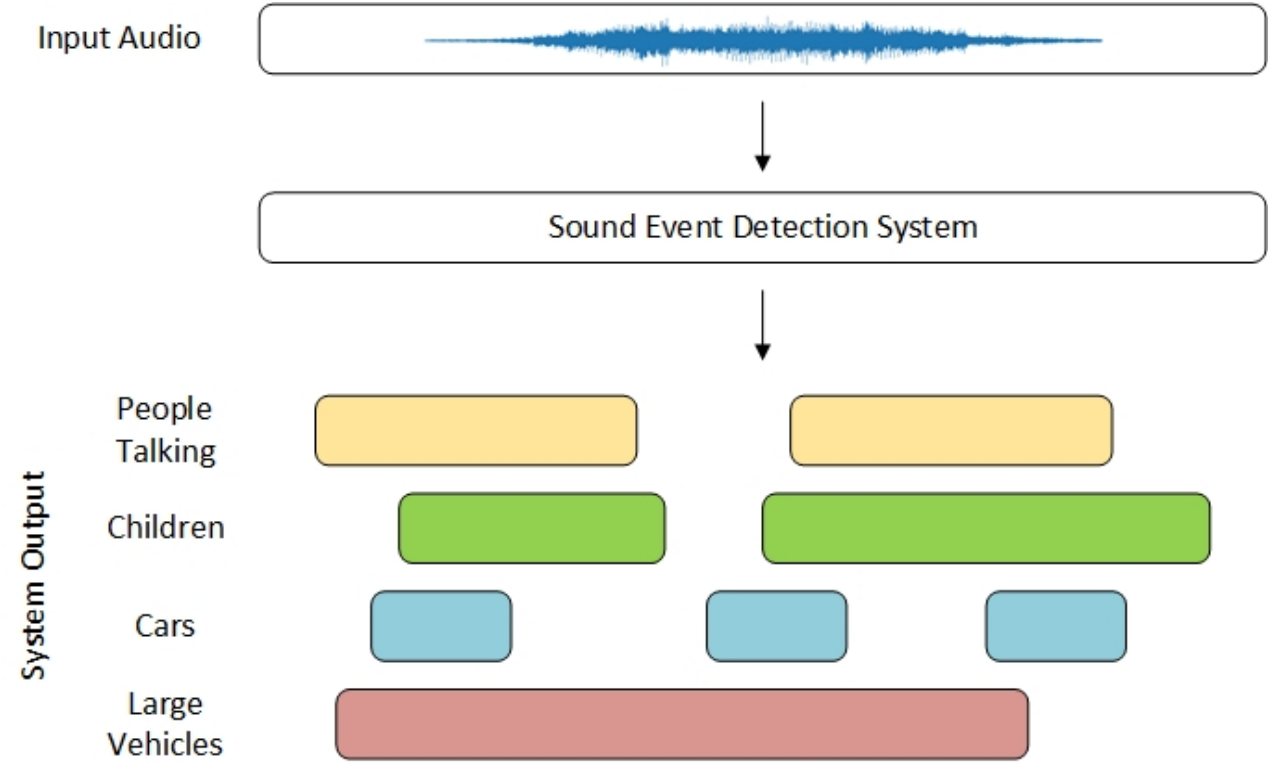 Input Audio
Sound Event Detection System
System Output
People
Talking
Children
Cars
Large
Vehicles